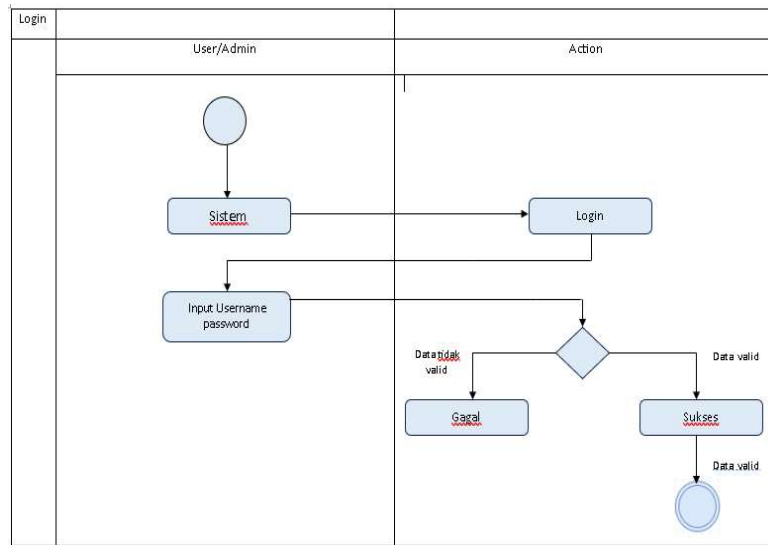 Login
User/Admin
Action
Sistem
Login
Input Username
password
Data tidak
valid
Data valid
Gagal
Sukses
Data valid